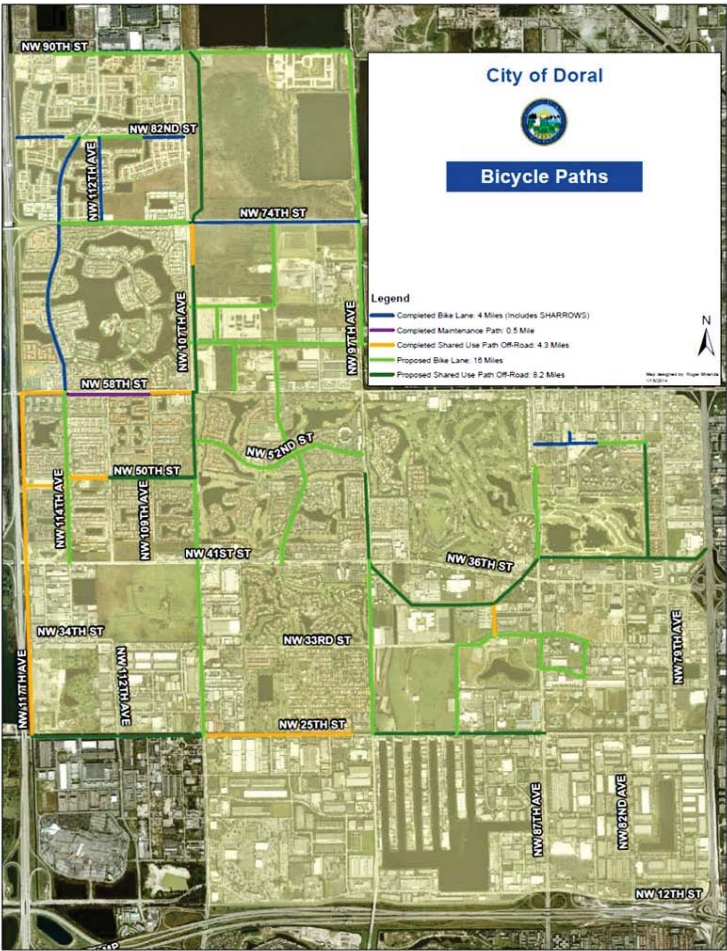 NW 90TH ST
City of Doral
Bicycle Paths
NW 82ND ST
NW 112TH AVE
NW 74TH ST
Legend
Completed Bike Lane: 4 Miles (Includes SHARROWS)
Completed Maintenance Path: 0.5 Mile
Completed Shared Use Path Off-Road: 4.3 Miles
Proposed Bike Lane: 16 Miles
Proposed Shared Use Path Off-Road: 8.2 Miles
N
Map designed by: Roger Miranda
NW 107TH AVE
NW 97TH AVE
NW 58TH ST
NW 52ND ST
NW 50TH ST
NW 114TH AVE
NW 109TH AVE
NW 41ST ST
NW 36TH ST
NW 34TH ST
NW 33RD ST
NW 117TH AVE
NW 112TH AVE
NW 79TH AVE
NW 25TH ST
NW 87TH AVE
NW 82ND AVE
NW 12TH ST